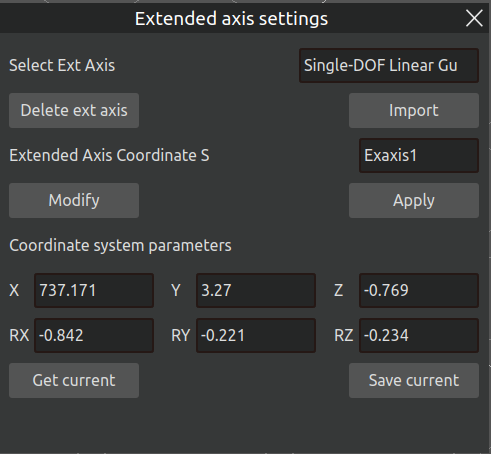 Extended axis settings
Select Ext Axis Single-DOF Linear Gu
Delete ext axis Import
Extended Axis Coordinate S Exaxis1
Modify Apply
Coordinate system parameters
X 737.171 Y 3.27 Z -0.769
RX -0.842 RY -0.221 RZ -0.234
Get current Save current